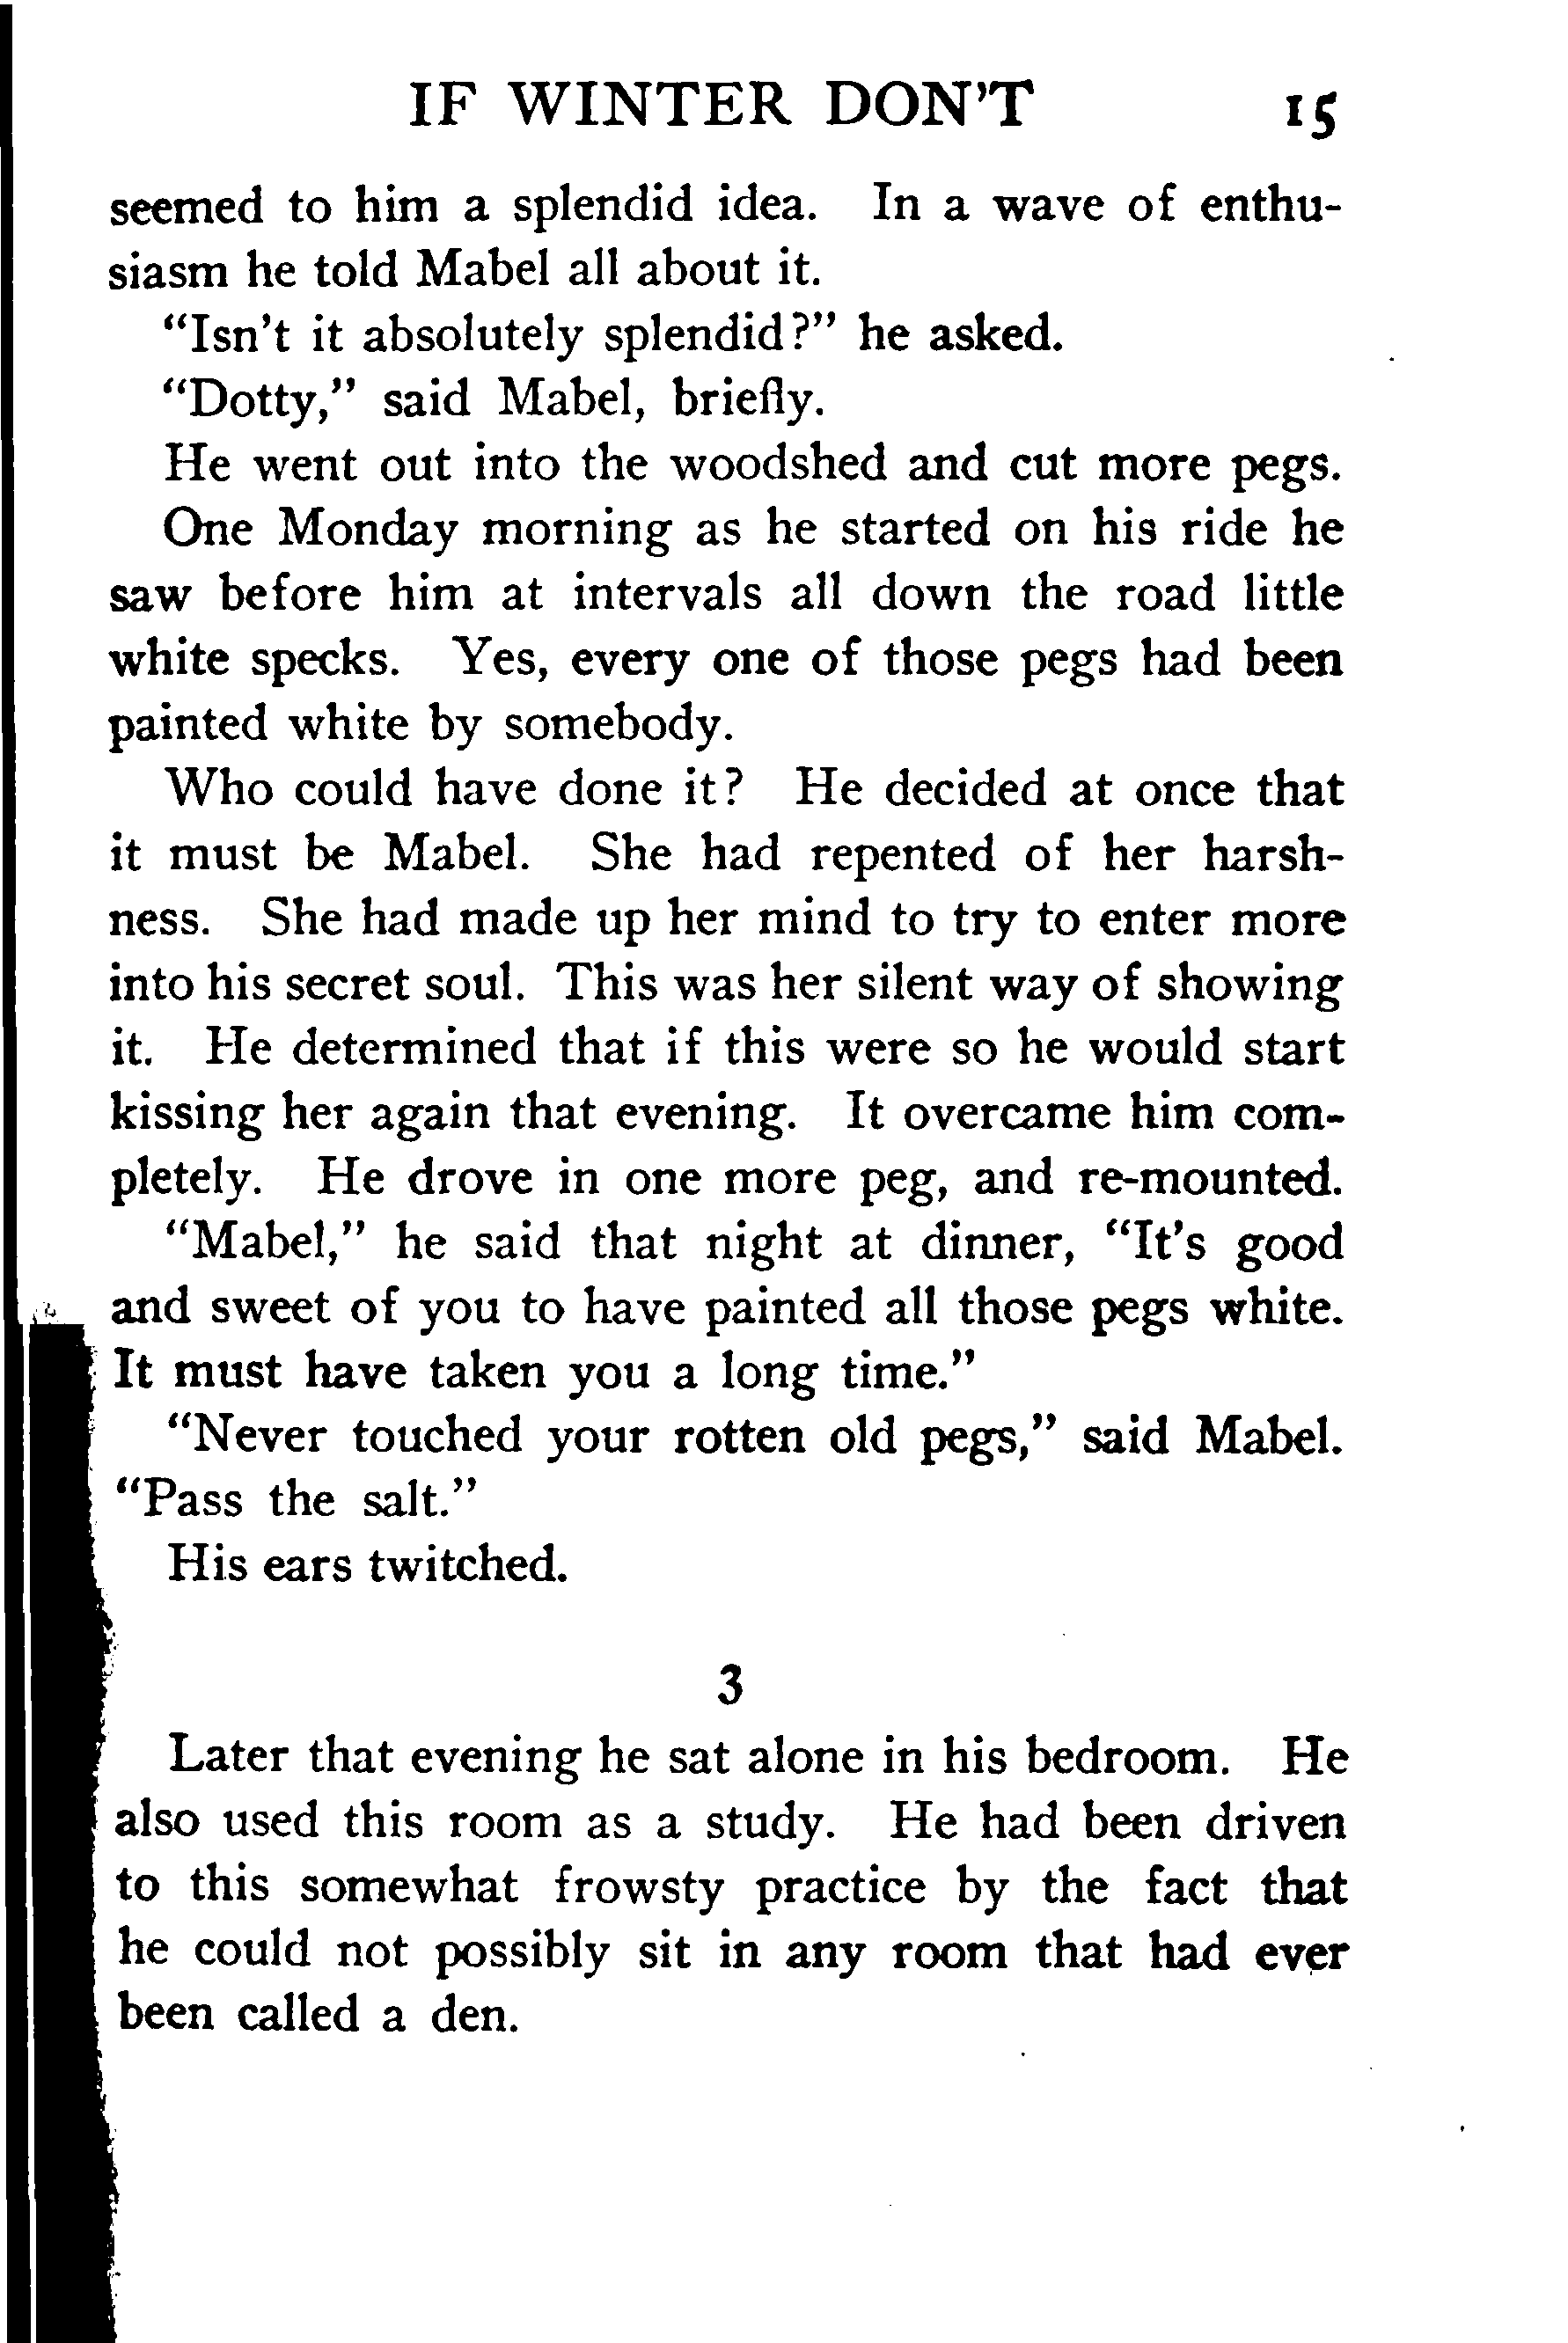 IF WINTER DON'T 15
seemed to him a splendid idea. In a wave of enthu-
siasm he told Mabel all about it.
"Isn't it absolutely splendid?" he asked.
"Dotty," said Mabel, briefly.
He went out into the woodshed and cut more pegs.
One Monday morning as he started on his ride he
saw before him at intervals all down the road little
white specks. Yes, every one of those pegs had been
painted white by somebody.
Who could have done it? He decided at once that
it must be Mabel. She had repented of her harsh-
ness. She had made up her mind to try to enter more
into his secret soul. This was her silent way of showing
it. He determined that if this were so he would start
kissing her again that evening. It overcame him com-
pletely. He drove in one more peg, and re-mounted.
"Mabel," he said that night at dinner, "It's good
and sweet of you to have painted all those pegs white.
It must have taken you a long time."
"Never touched your rotten old pegs," said Mabel.
"Pass the salt."
His ears twitched.
3
Later that evening he sat alone in his bedroom. He
also used this room as a study. He had been driven
to this somewhat frowsty practice by the fact that
he could not possibly sit in any room that had ever
been called a den.